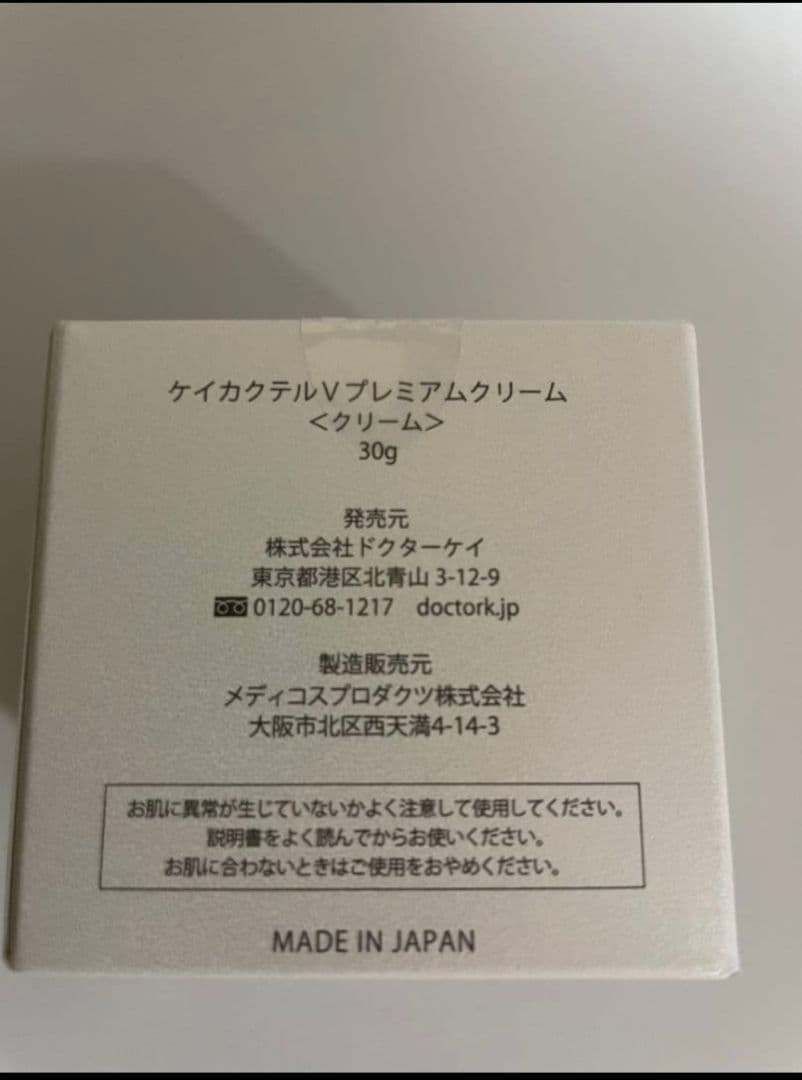 ケイカクテルVプレミアムクリーム
＜クリーム＞
30g
発売元
株式会社ドクターケイ
東京都港区北青山 3-12-9
0120-68-1217 doctork.jp
製造販売元
メディコスプロダクツ株式会社
大阪市北区西天満4-14-3
お肌に異常が生じていないかよく注意して使用してください。
説明書をよく読んでからお使いください。
お肌に合わないときはご使用をおやめください。
MADE IN JAPAN